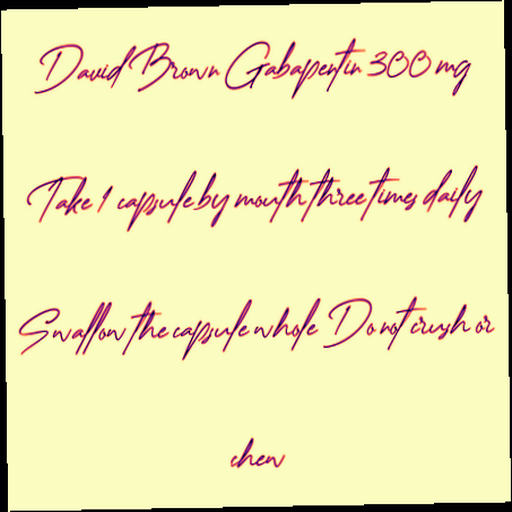 David Brown Gabapentin 300 mg
Take 1 capsule by mouth three times daily
Swallow the capsule whole Do not crush or
chew